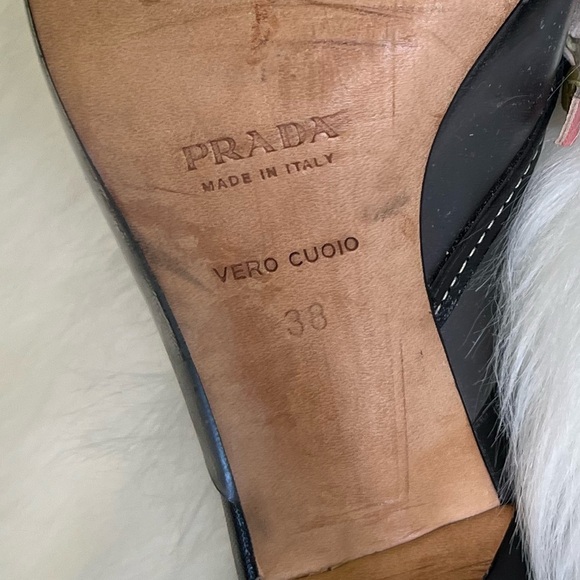 PRADA
MADE IN ITALY
VERO CUOIO
38